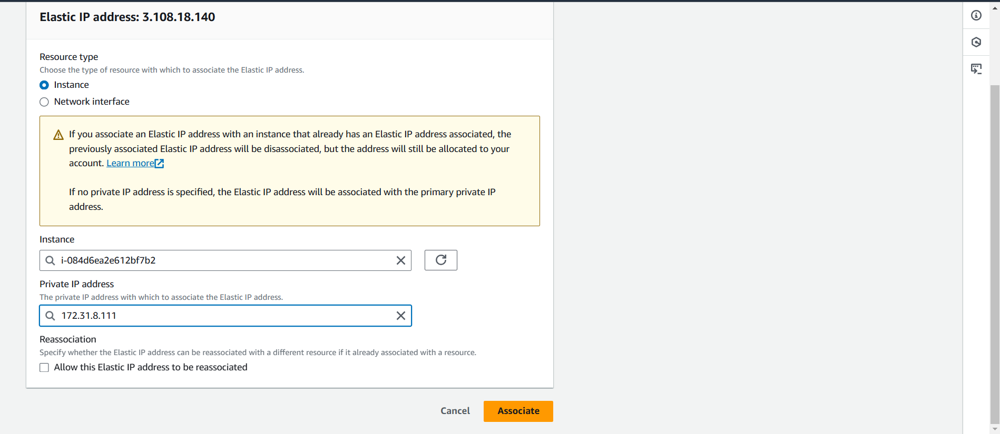 Elastic IP address: 3.108.18.140
Resource type
Choose the type of resource with which to associate the Elastic IP address.
Instance
Network interface
If you associate an Elastic IP address with an instance that already has an Elastic IP address associated, the
previously associated Elastic IP address will be disassociated, but the address will still be allocated to your
account. Learn more
If no private IP address is specified, the Elastic IP address will be associated with the primary private IP
address.
Instance
i-084d6ea2e612bf7b2
Private IP address
The private IP address with which to associate the Elastic IP address.
172.31.8.111
Reassociation
Specify whether the Elastic IP address can be reassociated with a different resource if it already associated with a resource.
Allow this Elastic IP address to be reassociated
Cancel
Associate